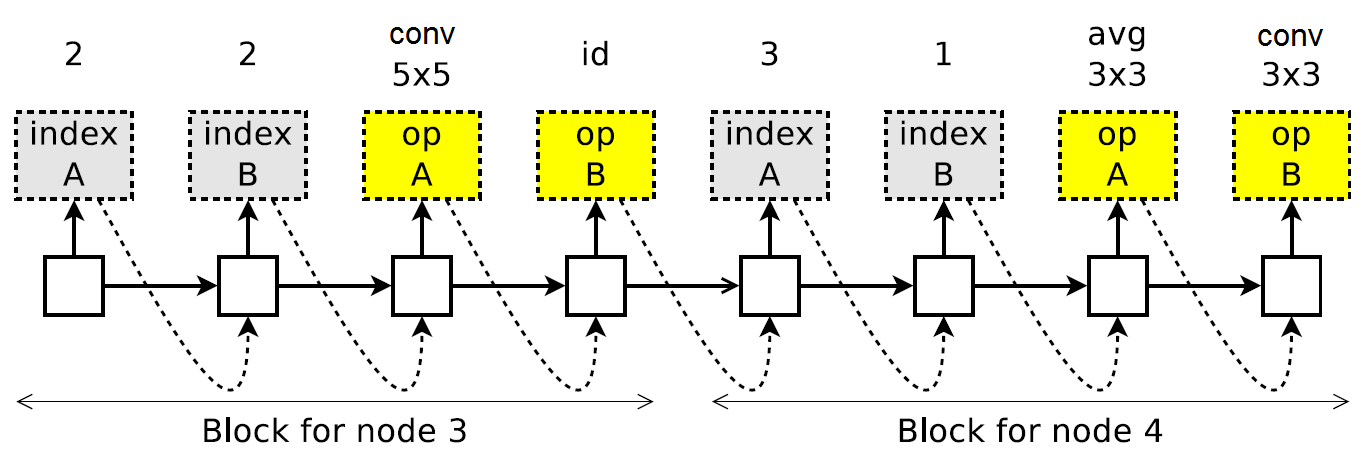 2
2
conv
5x5
id
3
1
avg
3x3
conv
3x3
index
A
index
B
op
A
op
B
index
A
index
B
op
A
op
B
Block for node 3
Block for node 4